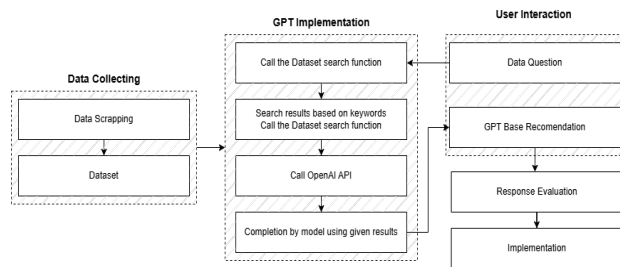 GPT Implementation
User Interaction
Data Collecting
Call the Dataset search function
Data Question
Data Scrapping
Search results based on keywords
Call the Dataset search function
GPT Base Recomendation
Dataset
Call OpenAI API
Response Evaluation
Completion by model using given results
Implementation